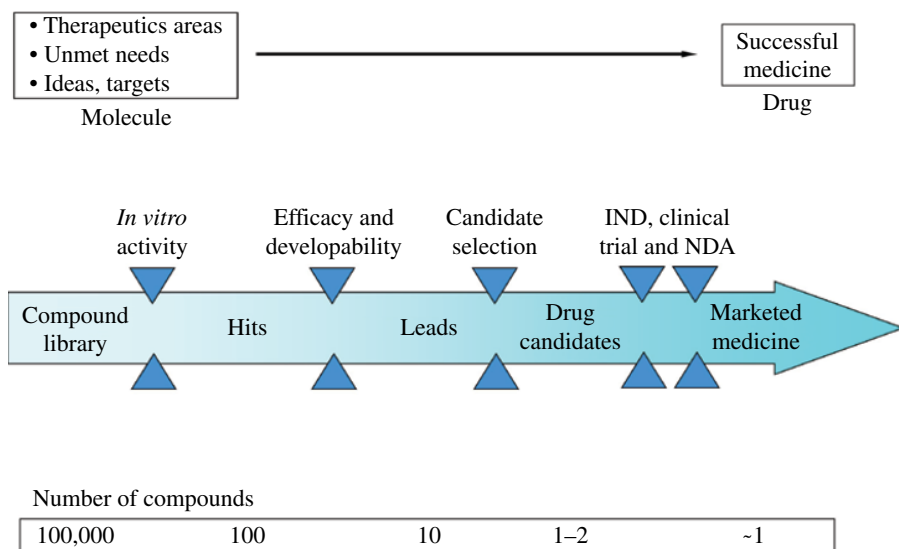 • Therapeutics areas
• Unmet needs
• Ideas, targets
Molecule
Successful
medicine
Drug
In vitro
activity
Efficacy and
developability
Candidate
selection
IND, clinical
trial and NDA
Compound
library
Hits
Leads
Drug
candidates
Marketed
medicine
Number of compounds
100,000 100 10 1–2 ~1